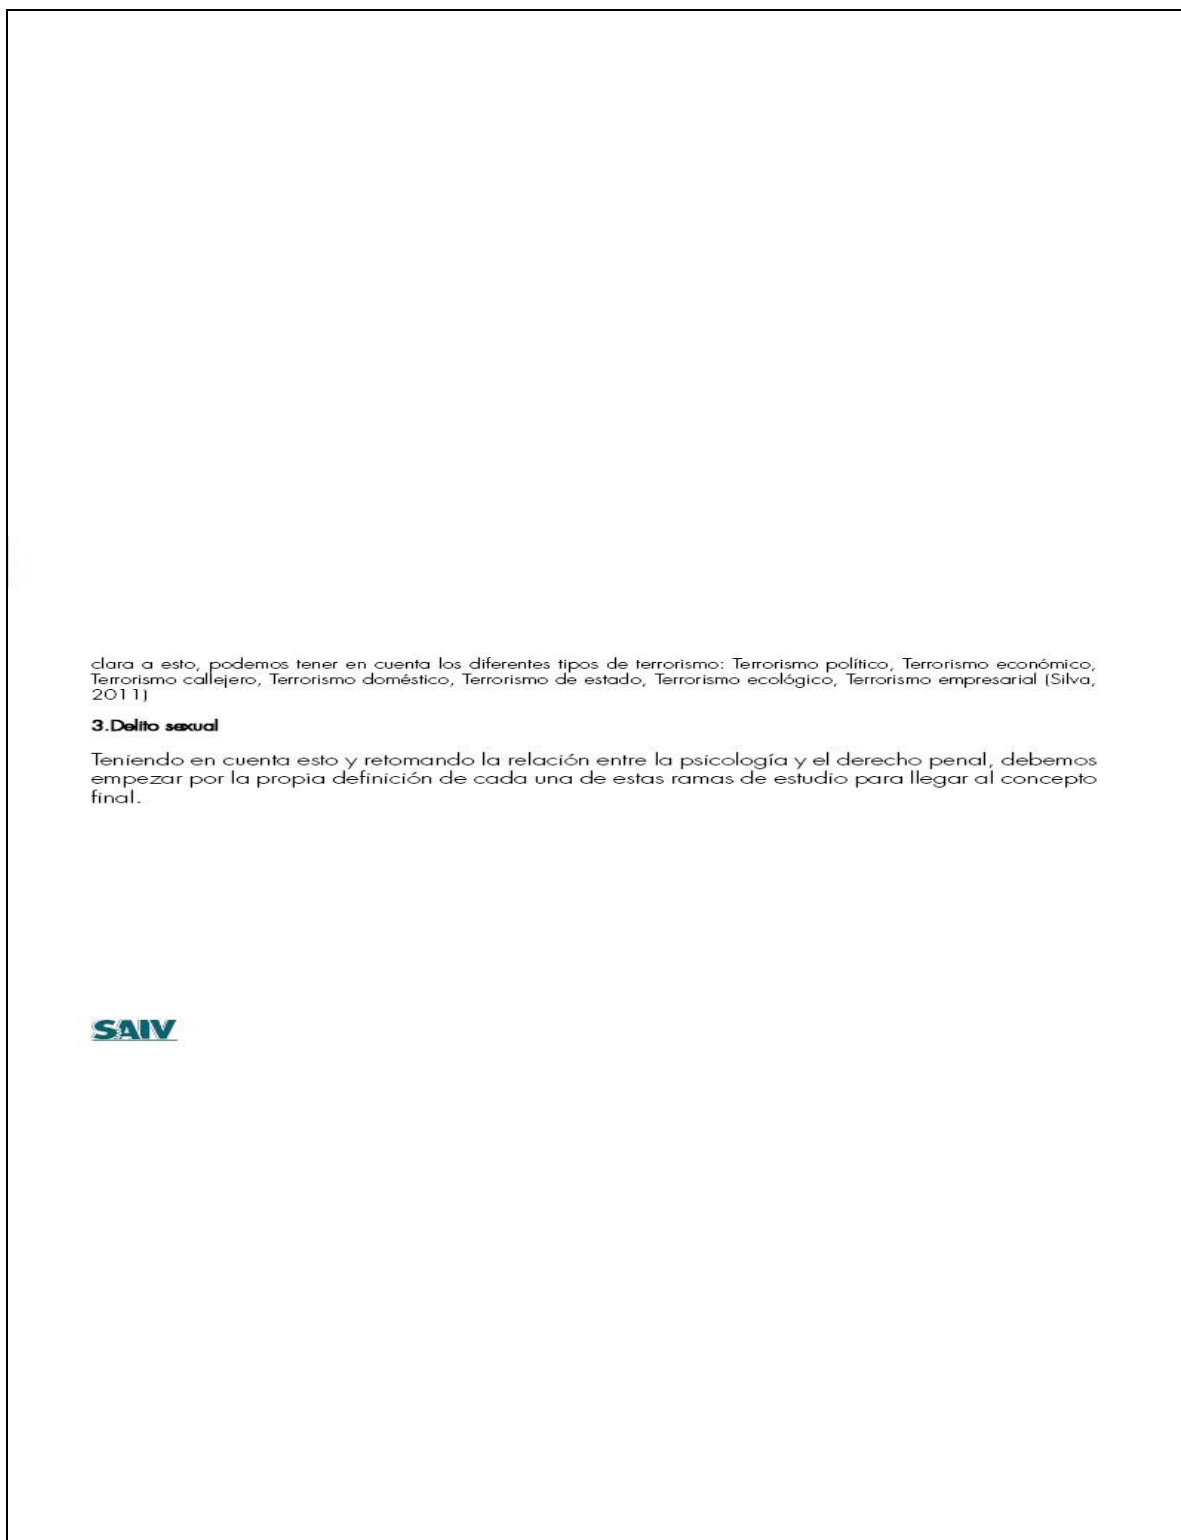 clara a esto, podemos tener en cuenta los diferentes tipos de terrorismo: Terrorismo político, Terrorismo económico,
Terrorismo callejero, Terrorismo doméstico, Terrorismo de estado, Terrorismo ecológico, Terrorismo empresarial (Silva,
2011)
3.Delito sexual
Teniendo en cuenta esto y retomando la relación entre la psicología y el derecho penal, debemos
empezar por la propia definición de cada una de estas ramas de estudio para llegar al concepto
final.
SAIV